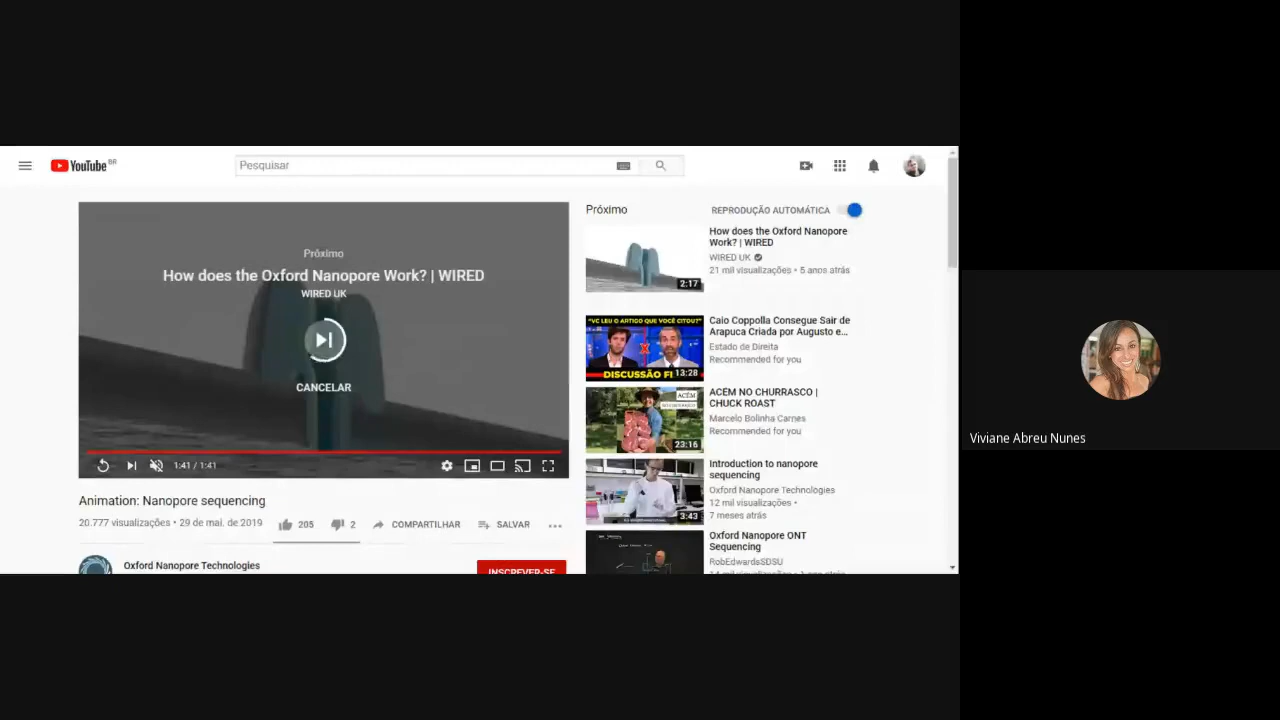 YouTube BR
Pesquisar
Próximo
How does the Oxford Nanopore Work? | WIRED
WIRED UK
CANCELAR
1:41 / 1:41
Animation: Nanopore sequencing
20.777 visualizações • 29 de mai. de 2019
205
2
COMPARTILHAR
SALVAR
Oxford Nanopore Technologies
INSCREVER-SE
Próximo
REPRODUÇÃO AUTOMÁTICA
2:17
How does the Oxford Nanopore
Work? | WIRED
WIRED UK
21 mil visualizações • 5 anos atrás
"VC LEU O ARTIGO QUE VOCÊ CITOU?"
DISCUSSÃO
13:28
Caio Coppolla Consegue Sair de
Arapuca Criada por Augusto e...
Estado de Direita
Recommended for you
ACÉM
23:16
ACÉM NO CHURRASCO |
CHUCK ROAST
Marcelo Bolinha Carnes
Recommended for you
3:43
Introduction to nanopore
sequencing
Oxford Nanopore Technologies
12 mil visualizações •
7 meses atrás
Oxford Nanopore ONT
Sequencing
RobEdwardsSDSU
Viviane Abreu Nunes